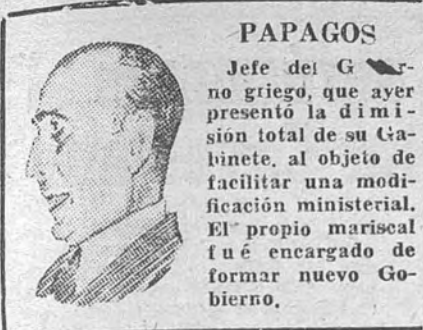 PAPAGOS
Jefe del G r-
no griego, que ayer
presentó la dimi-
sión total de su Ga-
binete, al objeto de
facilitar una modi-
ficación ministerial.
El propio mariscal
fué encargado de
formar nuevo Go-
bierno.